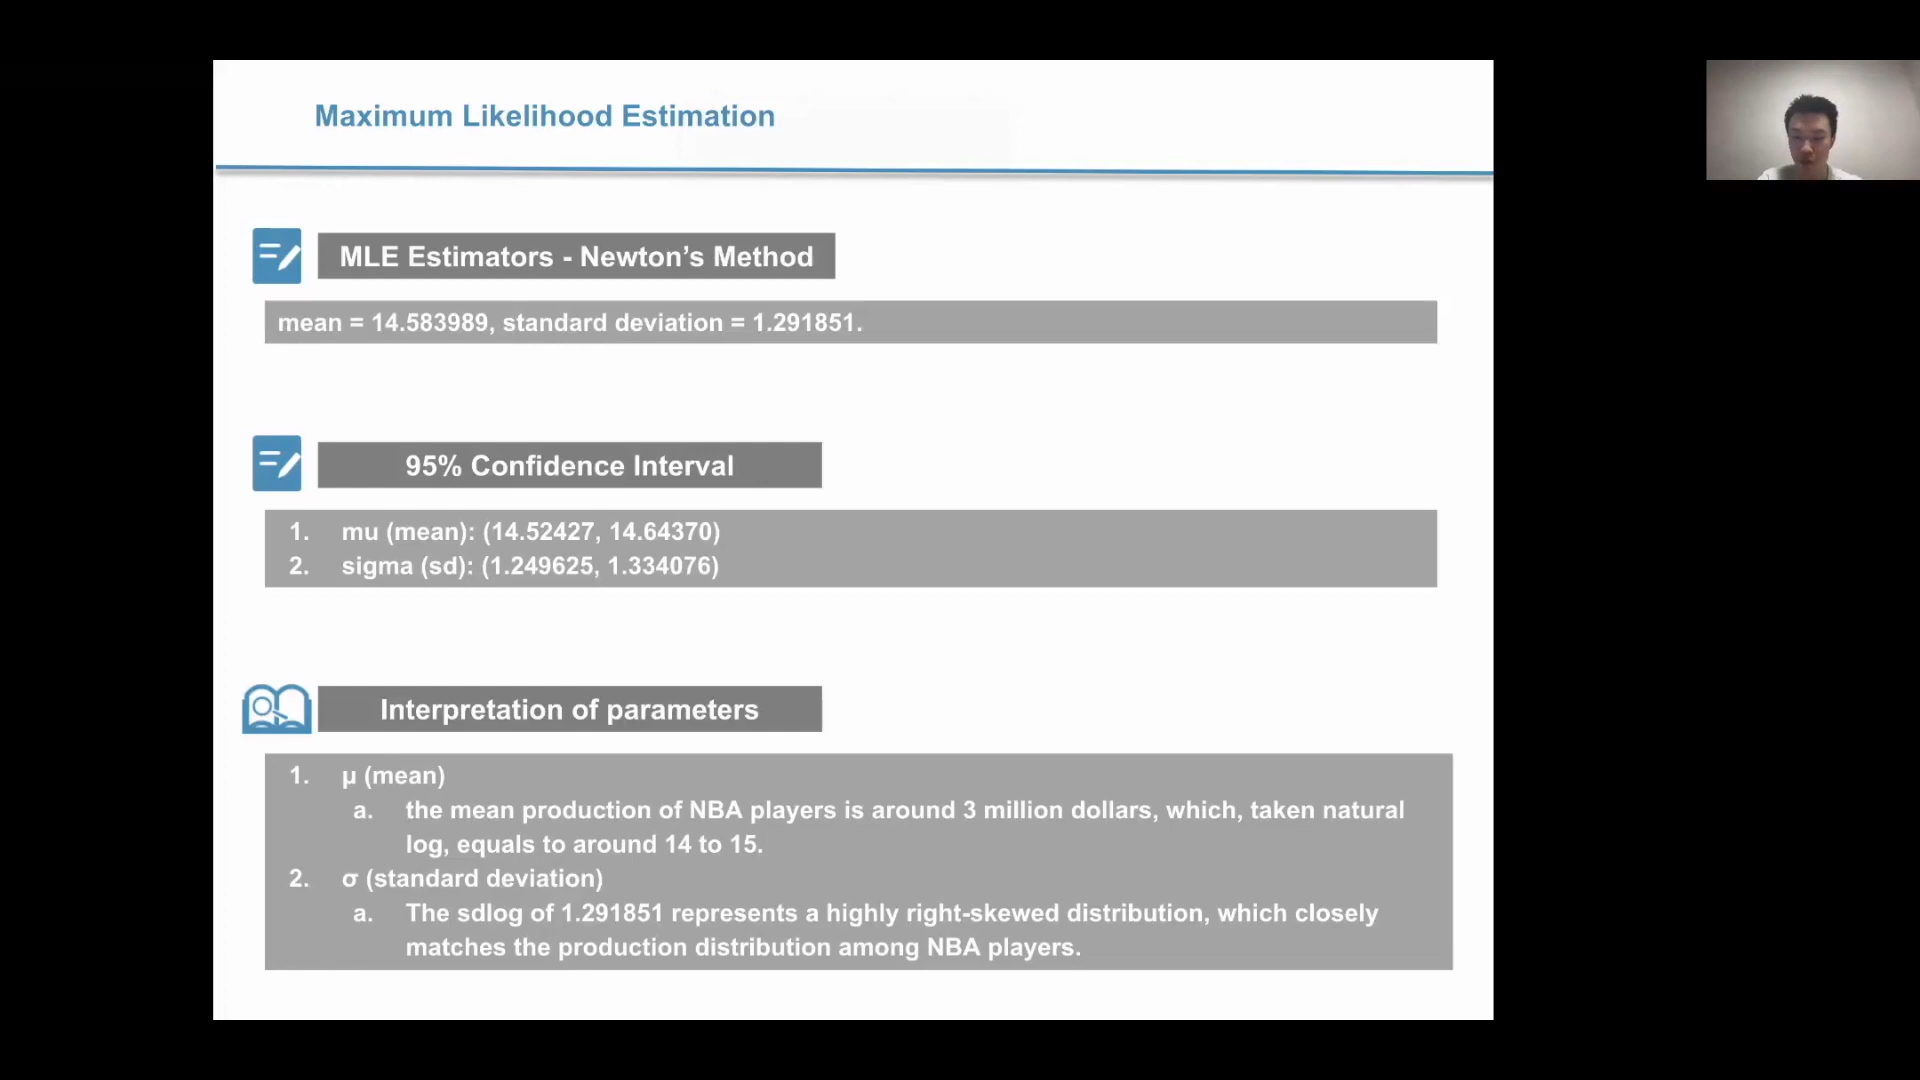 Maximum Likelihood Estimation
MLE Estimators - Newton’s Method
mean = 14.583989, standard deviation = 1.291851.
95% Confidence Interval
1. mu (mean): (14.52427, 14.64370)
2. sigma (sd): (1.249625, 1.334076)
Interpretation of parameters
1. μ (mean)
a. the mean production of NBA players is around 3 million dollars, which, taken natural
log, equals to around 14 to 15.
2. σ (standard deviation)
a. The sdlog of 1.291851 represents a highly right-skewed distribution, which closely
matches the production distribution among NBA players.